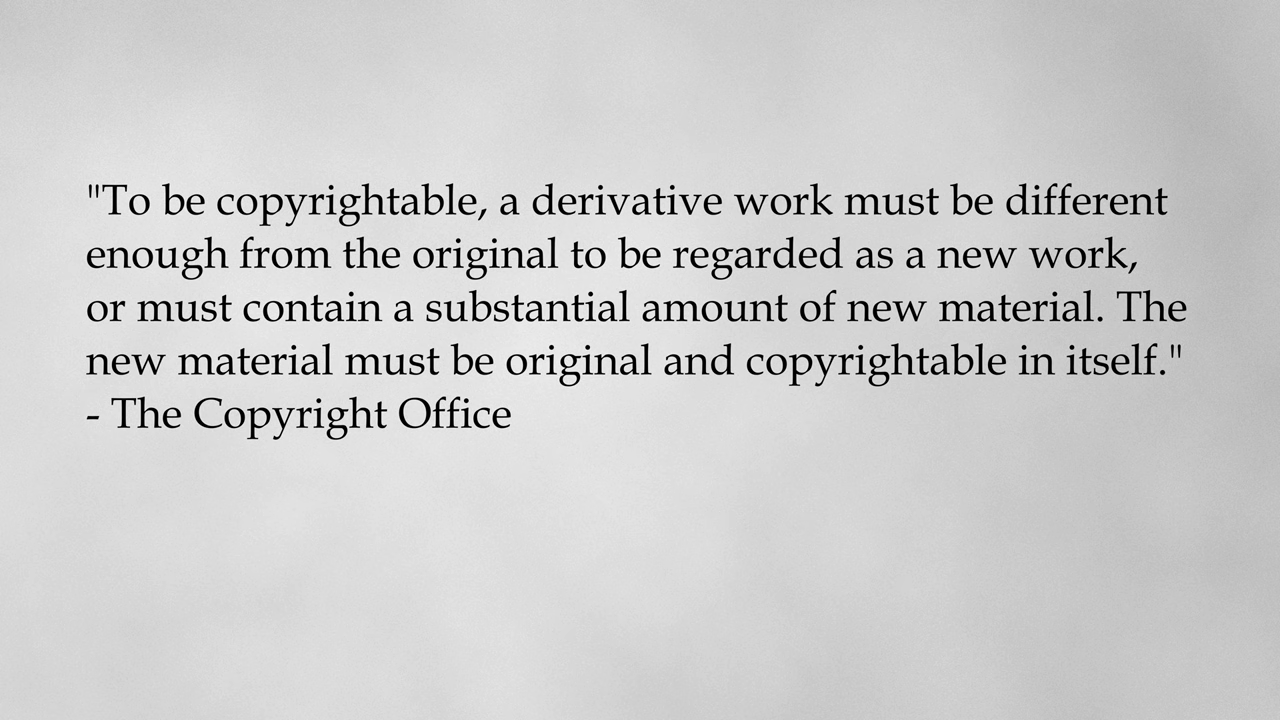 "To be copyrightable, a derivative work must be different
enough from the original to be regarded as a new work,
or must contain a substantial amount of new material. The
new material must be original and copyrightable in itself."
- The Copyright Office